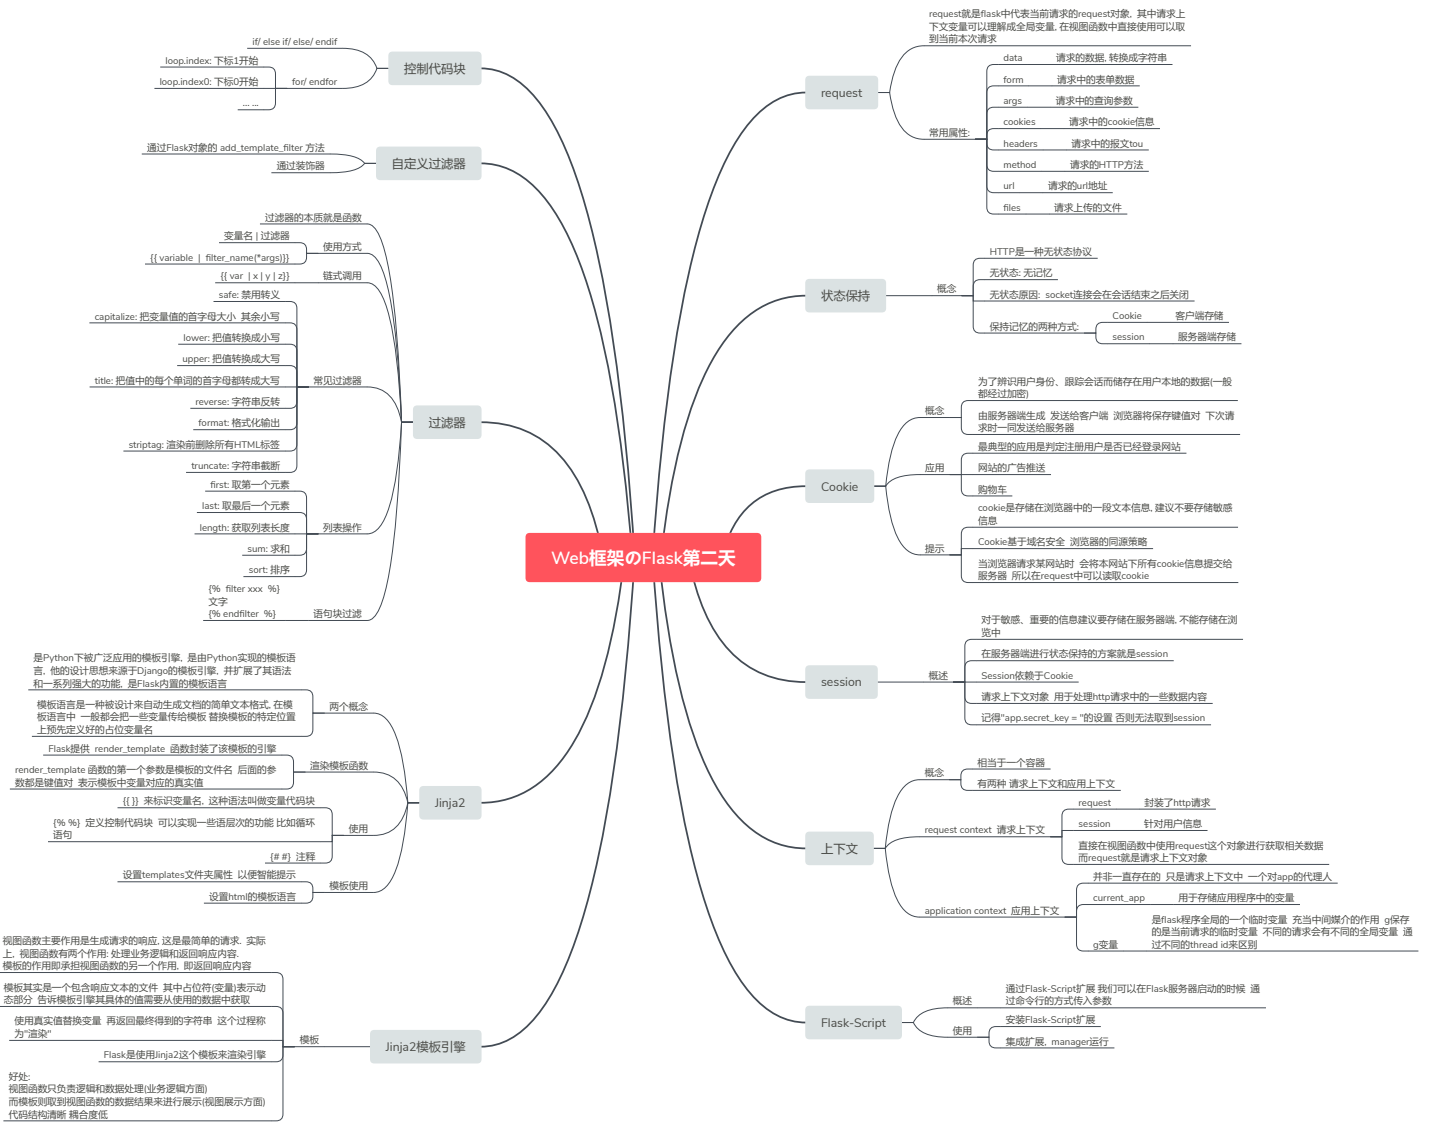 Web框架のFlask第二天
request
request就是flask中代表当前请求的request对象, 其中请求上
下文变量可以理解成全局变量, 在视图函数中直接使用可以取
到当前本次请求
常用属性:
data 请求的数据, 转换成字符串
form 请求中的表单数据
args 请求中的查询参数
cookies 请求中的cookie信息
headers 请求中的报文tou
method 请求的HTTP方法
url 请求的url地址
files 请求上传的文件
状态保持
概念
HTTP是一种无状态协议
无状态: 无记忆
无状态原因: socket连接会在会话结束之后关闭
保持记忆的两种方式:
Cookie 客户端存储
session 服务器端存储
Cookie
概念
为了辨识用户身份、跟踪会话而储存在用户本地的数据(一般
都经过加密)
由服务器端生成 发送给客户端 浏览器将保存键值对 下次请
求时一同发送给服务器
应用
最典型的应用是判定注册用户是否已经登录网站
网站的广告推送
购物车
提示
cookie是存储在浏览器中的一段文本信息, 建议不要存储敏感
信息
Cookie基于域名安全 浏览器的同源策略
当浏览器请求某网站时 会将本网站下所有cookie信息提交给
服务器 所以在request中可以读取cookie
session
概述
对于敏感、重要的信息建议要存储在服务器端, 不能存储在浏
览中
在服务器端进行状态保持的方案就是session
Session依赖于Cookie
请求上下文对象 用于处理http请求中的一些数据内容
记得"app.secret_key = "的设置 否则无法取到session
上下文
概念
相当于一个容器
有两种 请求上下文和应用上下文
request context 请求上下文
request 封装了http请求
session 针对用户信息
直接在视图函数中使用request这个对象进行获取相关数据
而request就是请求上下文对象
application context 应用上下文
并非一直存在的 只是请求上下文中 一个对app的代理人
current_app 用于存储应用程序中的变量
g变量
是flask程序全局的一个临时变量 充当中间媒介的作用 g保存
的是当前请求的临时变量 不同的请求会有不同的全局变量 通
过不同的thread id来区别
Flask-Script
概述
通过Flask-Script扩展 我们可以在Flask服务器启动的时候 通
过命令行的方式传入参数
使用
安装Flask-Script扩展
集成扩展, manager运行
控制代码块
if/ else if/ else/ endif
for/ endfor
loop.index: 下标1开始
loop.index0: 下标0开始
... ...
自定义过滤器
通过Flask对象的 add_template_filter 方法
通过装饰器
过滤器
过滤器的本质就是函数
使用方式
变量名 | 过滤器
{{ variable | filter_name(*args)}}
链式调用
{{ var | x | y | z}}
常见过滤器
safe: 禁用转义
capitalize: 把变量值的首字母大小 其余小写
lower: 把值转换成小写
upper: 把值转换成大写
title: 把值中的每个单词的首字母都转成大写
reverse: 字符串反转
format: 格式化输出
striptag: 渲染前删除所有HTML标签
truncate: 字符串截断
列表操作
first: 取第一个元素
last: 取最后一个元素
length: 获取列表长度
sum: 求和
sort: 排序
语句块过滤
{% filter xxx %}
文字
{% endfilter %}
Jinja2
两个概念
是Python下被广泛应用的模板引擎, 是由Python实现的模板语
言, 他的设计思想来源于Django的模板引擎, 并扩展了其语法
和一系列强大的功能, 是Flask内置的模板语言
模板语言是一种被设计来自动生成文档的简单文本格式, 在模
板语言中 一般都会把一些变量传给模板 替换模板的特定位置
上预先定义好的占位变量名
渲染模板函数
Flask提供 render_template 函数封装了该模板的引擎
render_template 函数的第一个参数是模板的文件名 后面的参
数都是键值对 表示模板中变量对应的真实值
使用
{{ }} 来标识变量名, 这种语法叫做变量代码块
{% %} 定义控制代码块 可以实现一些语层次的功能 比如循环
语句
{# #} 注释
模板使用
设置templates文件夹属性 以便智能提示
设置html的模板语言
Jinja2模板引擎
模板
视图函数主要作用是生成请求的响应, 这是最简单的请求. 实际
上, 视图函数有两个作用: 处理业务逻辑和返回响应内容.
模板的作用即承担视图函数的另一个作用, 即返回响应内容
模板其实是一个包含响应文本的文件 其中占位符(变量)表示动
态部分 告诉模板引擎其具体的值需要从使用的数据中获取
使用真实值替换变量 再返回最终得到的字符串 这个过程称
为"渲染"
Flask是使用Jinja2这个模板来渲染引擎
好处:
视图函数只负责逻辑和数据处理(业务逻辑方面)
而模板则取到视图函数的数据结果来进行展示(视图展示方面)
代码结构清晰 耦合度低